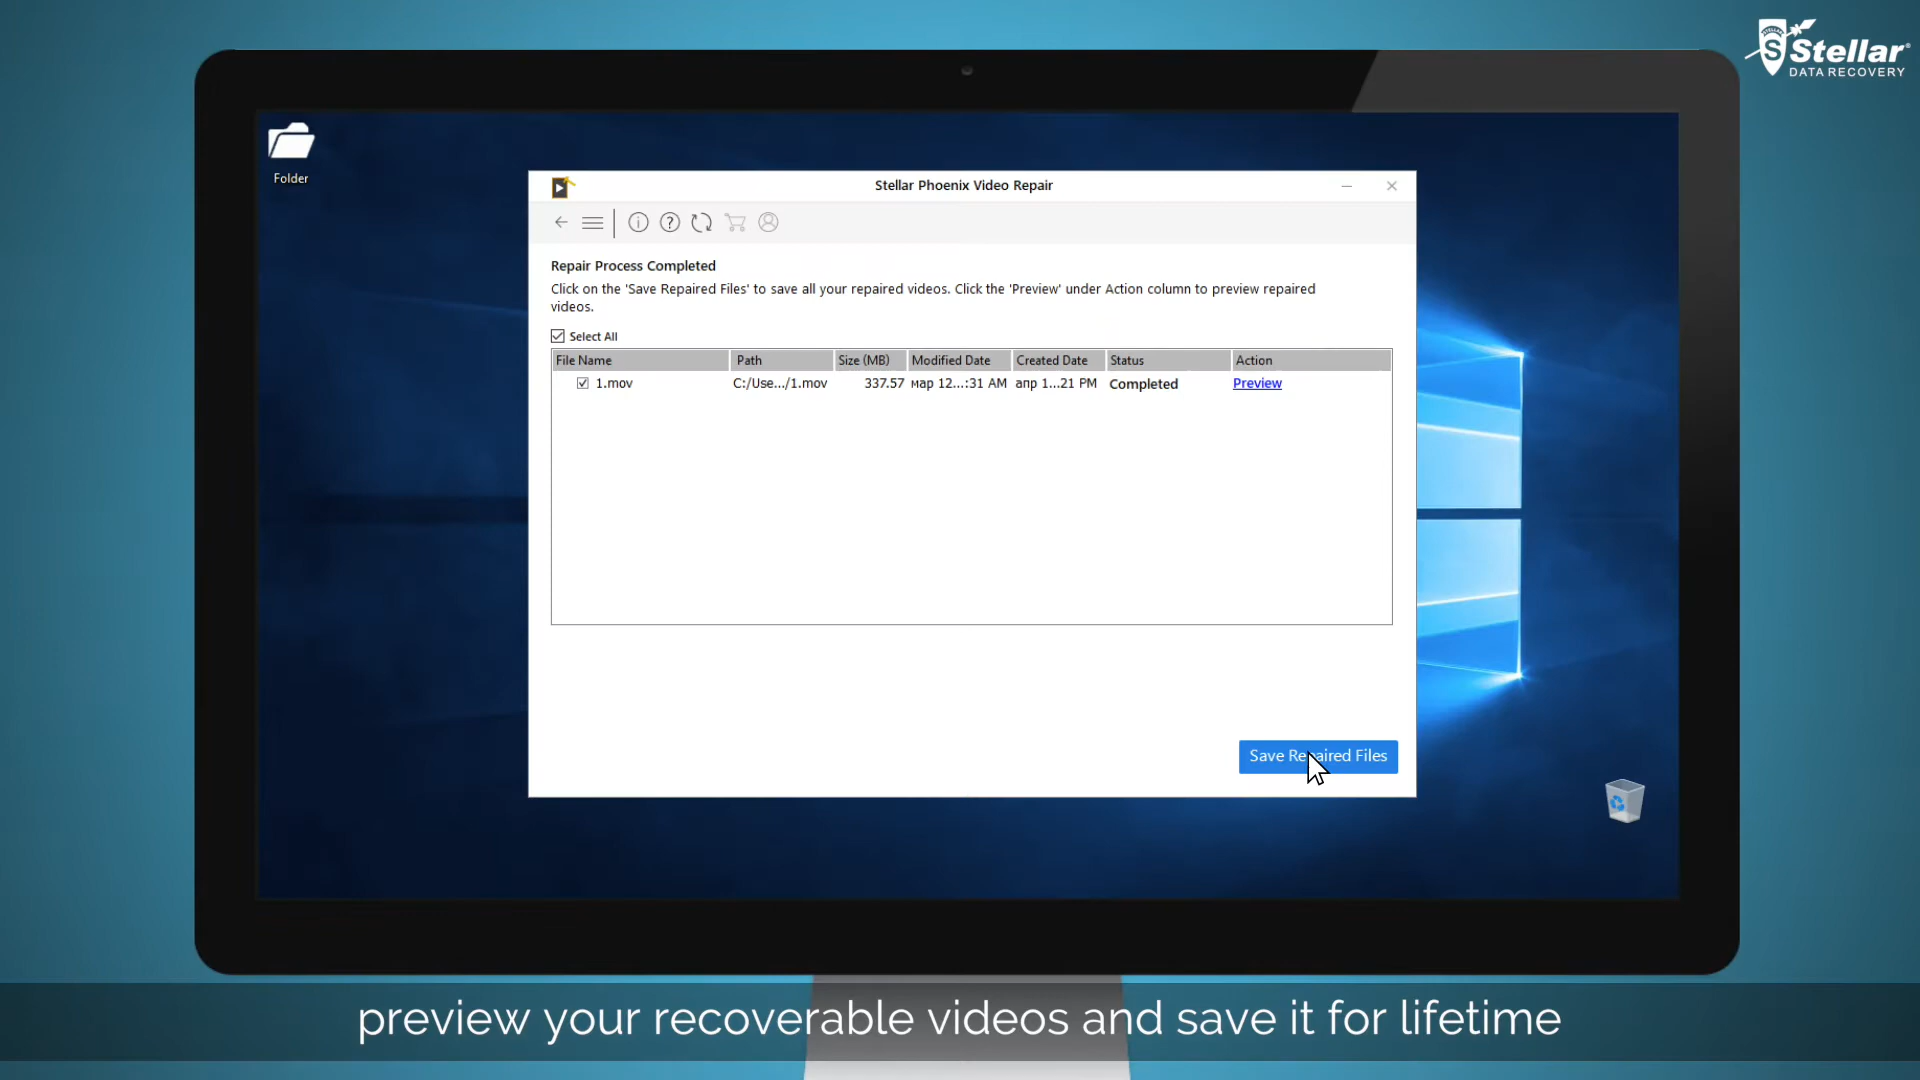 Stellar
DATA RECOVERY
Folder
Stellar Phoenix Video Repair
Repair Process Completed
Click on the 'Save Repaired Files' to save all your repaired videos. Click the 'Preview' under Action column to preview repaired
videos.
Select All
File Name Path Size (MB) Modified Date Created Date Status Action
1.mov C:/Use.../1.mov 337.57 мар 12...:31 AM апр 1...21 PM Completed Preview
Save Repaired Files
preview your recoverable videos and save it for lifetime